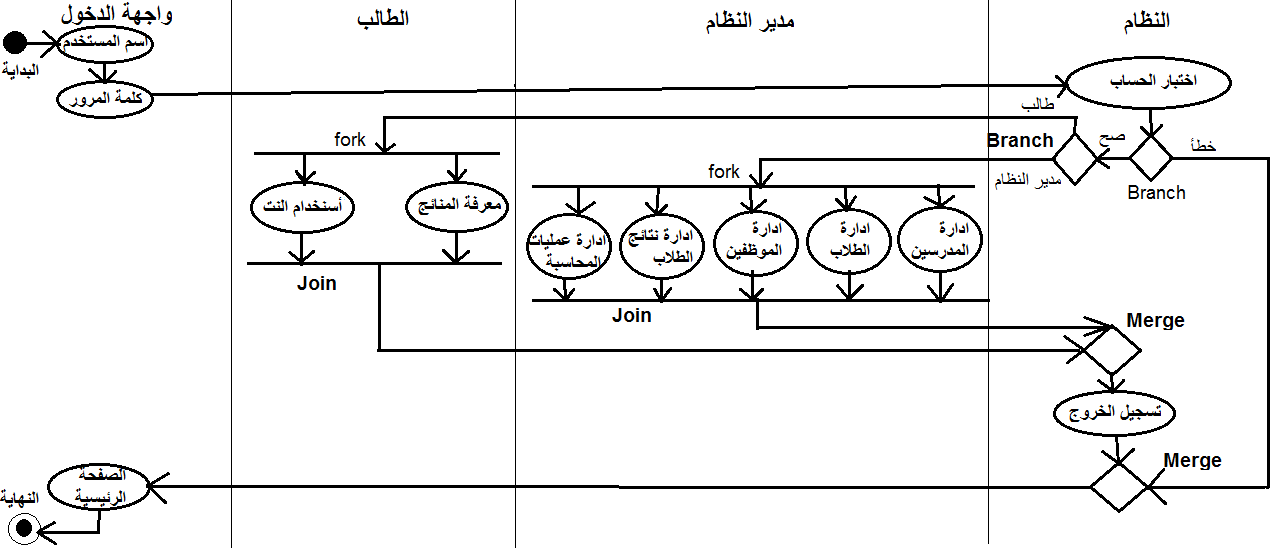 واجهة الدخول
الطالب
مدير النظام
النظام
اسم المستخدم
البداية
كلمة المرور
اختبار الحساب
طالب
fork
Branch
صح
خطأ
fork
مدير النظام
Branch
أستخدام النت
معرفة المنائج
ادارة عمليات
المحاسبة
ادارة نتائج
الطلاب
ادارة
الموظفين
ادارة
الطلاب
ادارة
المدرسين
Join
Join
Merge
تسجيل الخروج
Merge
الصفحة
الرئيسية
النهاية